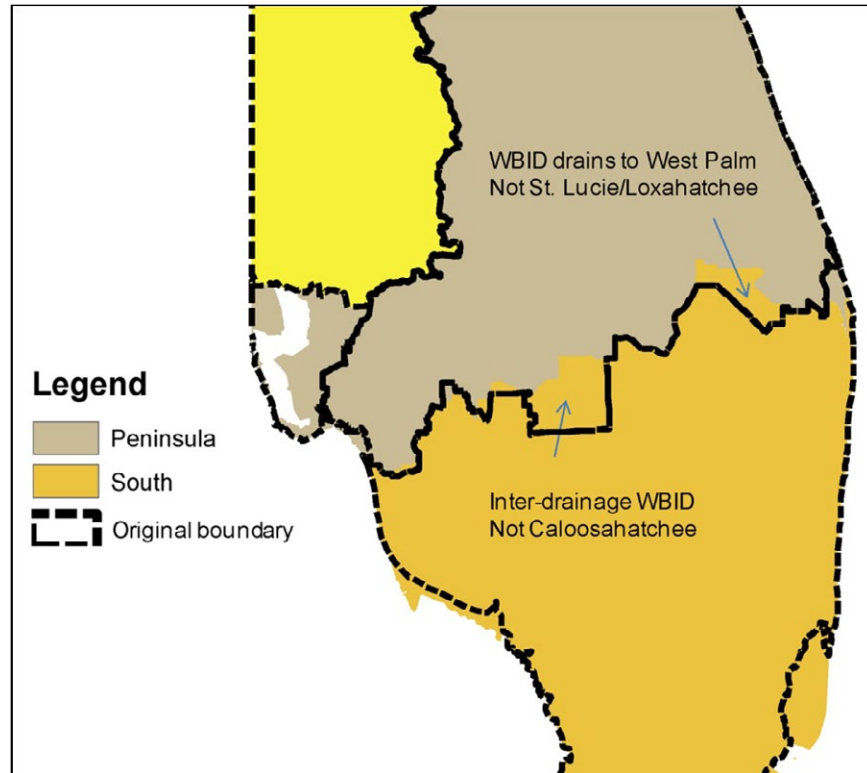 WBID drains to West Palm
Not St. Lucie/Loxahatchee
Legend
Peninsula
South
Original boundary
Inter-drainage WBID
Not Caloosahatchee